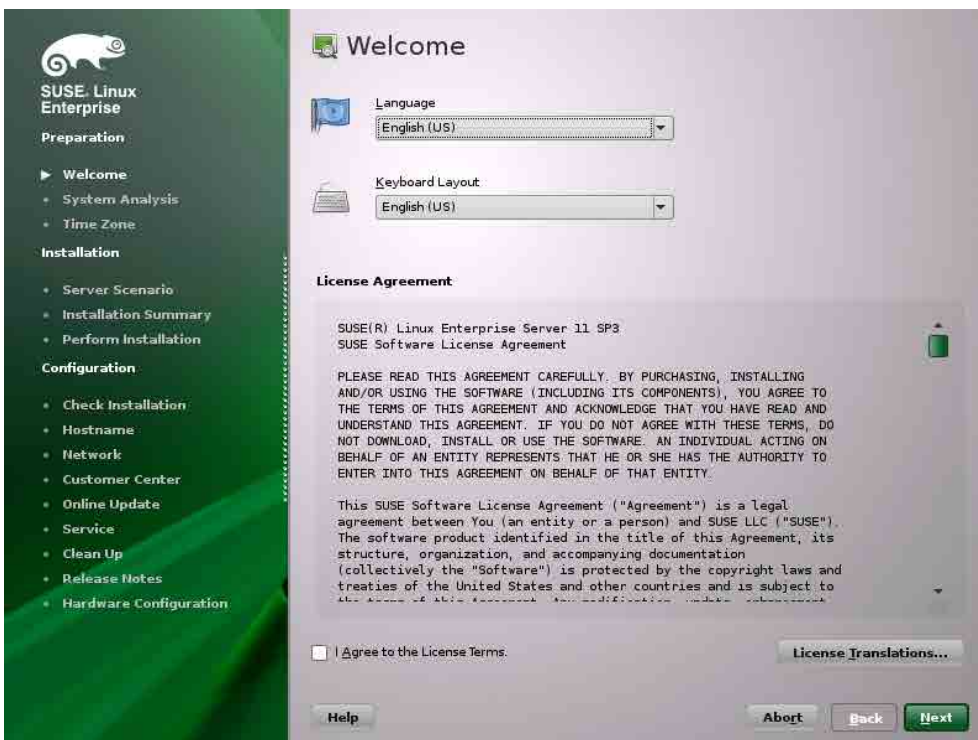 SUSE. Linux
Enterprise
Preparation
Welcome
System Analysis
Time Zone
Installation
Server Scenario
Installation Summary
Perform Installation
Configuration
Check Installation
Hostname
Network
Customer Center
Online Update
Service
Clean Up
Release Notes
Hardware Configuration
Welcome
Language
English (US)
Keyboard Layout
English (US)
License Agreement
SUSE(R) Linux Enterprise Server 11 SP3
SUSE Software License Agreement
PLEASE READ THIS AGREEMENT CAREFULLY. BY PURCHASING, INSTALLING
AND/OR USING THE SOFTWARE (INCLUDING ITS COMPONENTS), YOU AGREE TO
THE TERMS OF THIS AGREEMENT AND ACKNOWLEDGE THAT YOU HAVE READ AND
UNDERSTAND THIS AGREEMENT. IF YOU DO NOT AGREE WITH THESE TERMS, DO
NOT DOWNLOAD, INSTALL OR USE THE SOFTWARE. AN INDIVIDUAL ACTING ON
BEHALF OF AN ENTITY REPRESENTS THAT HE OR SHE HAS THE AUTHORITY TO
ENTER INTO THIS AGREEMENT ON BEHALF OF THAT ENTITY.
This SUSE Software License Agreement ("Agreement") is a legal
agreement between You (an entity or a person) and SUSE LLC ("SUSE").
The software product identified in the title of this Agreement, its
structure, organization, and accompanying documentation
(collectively the "Software") is protected by the copyright laws and
treaties of the United States and other countries and is subject to
I Agree to the License Terms.
License Translations...
Help
Abort
Back
Next